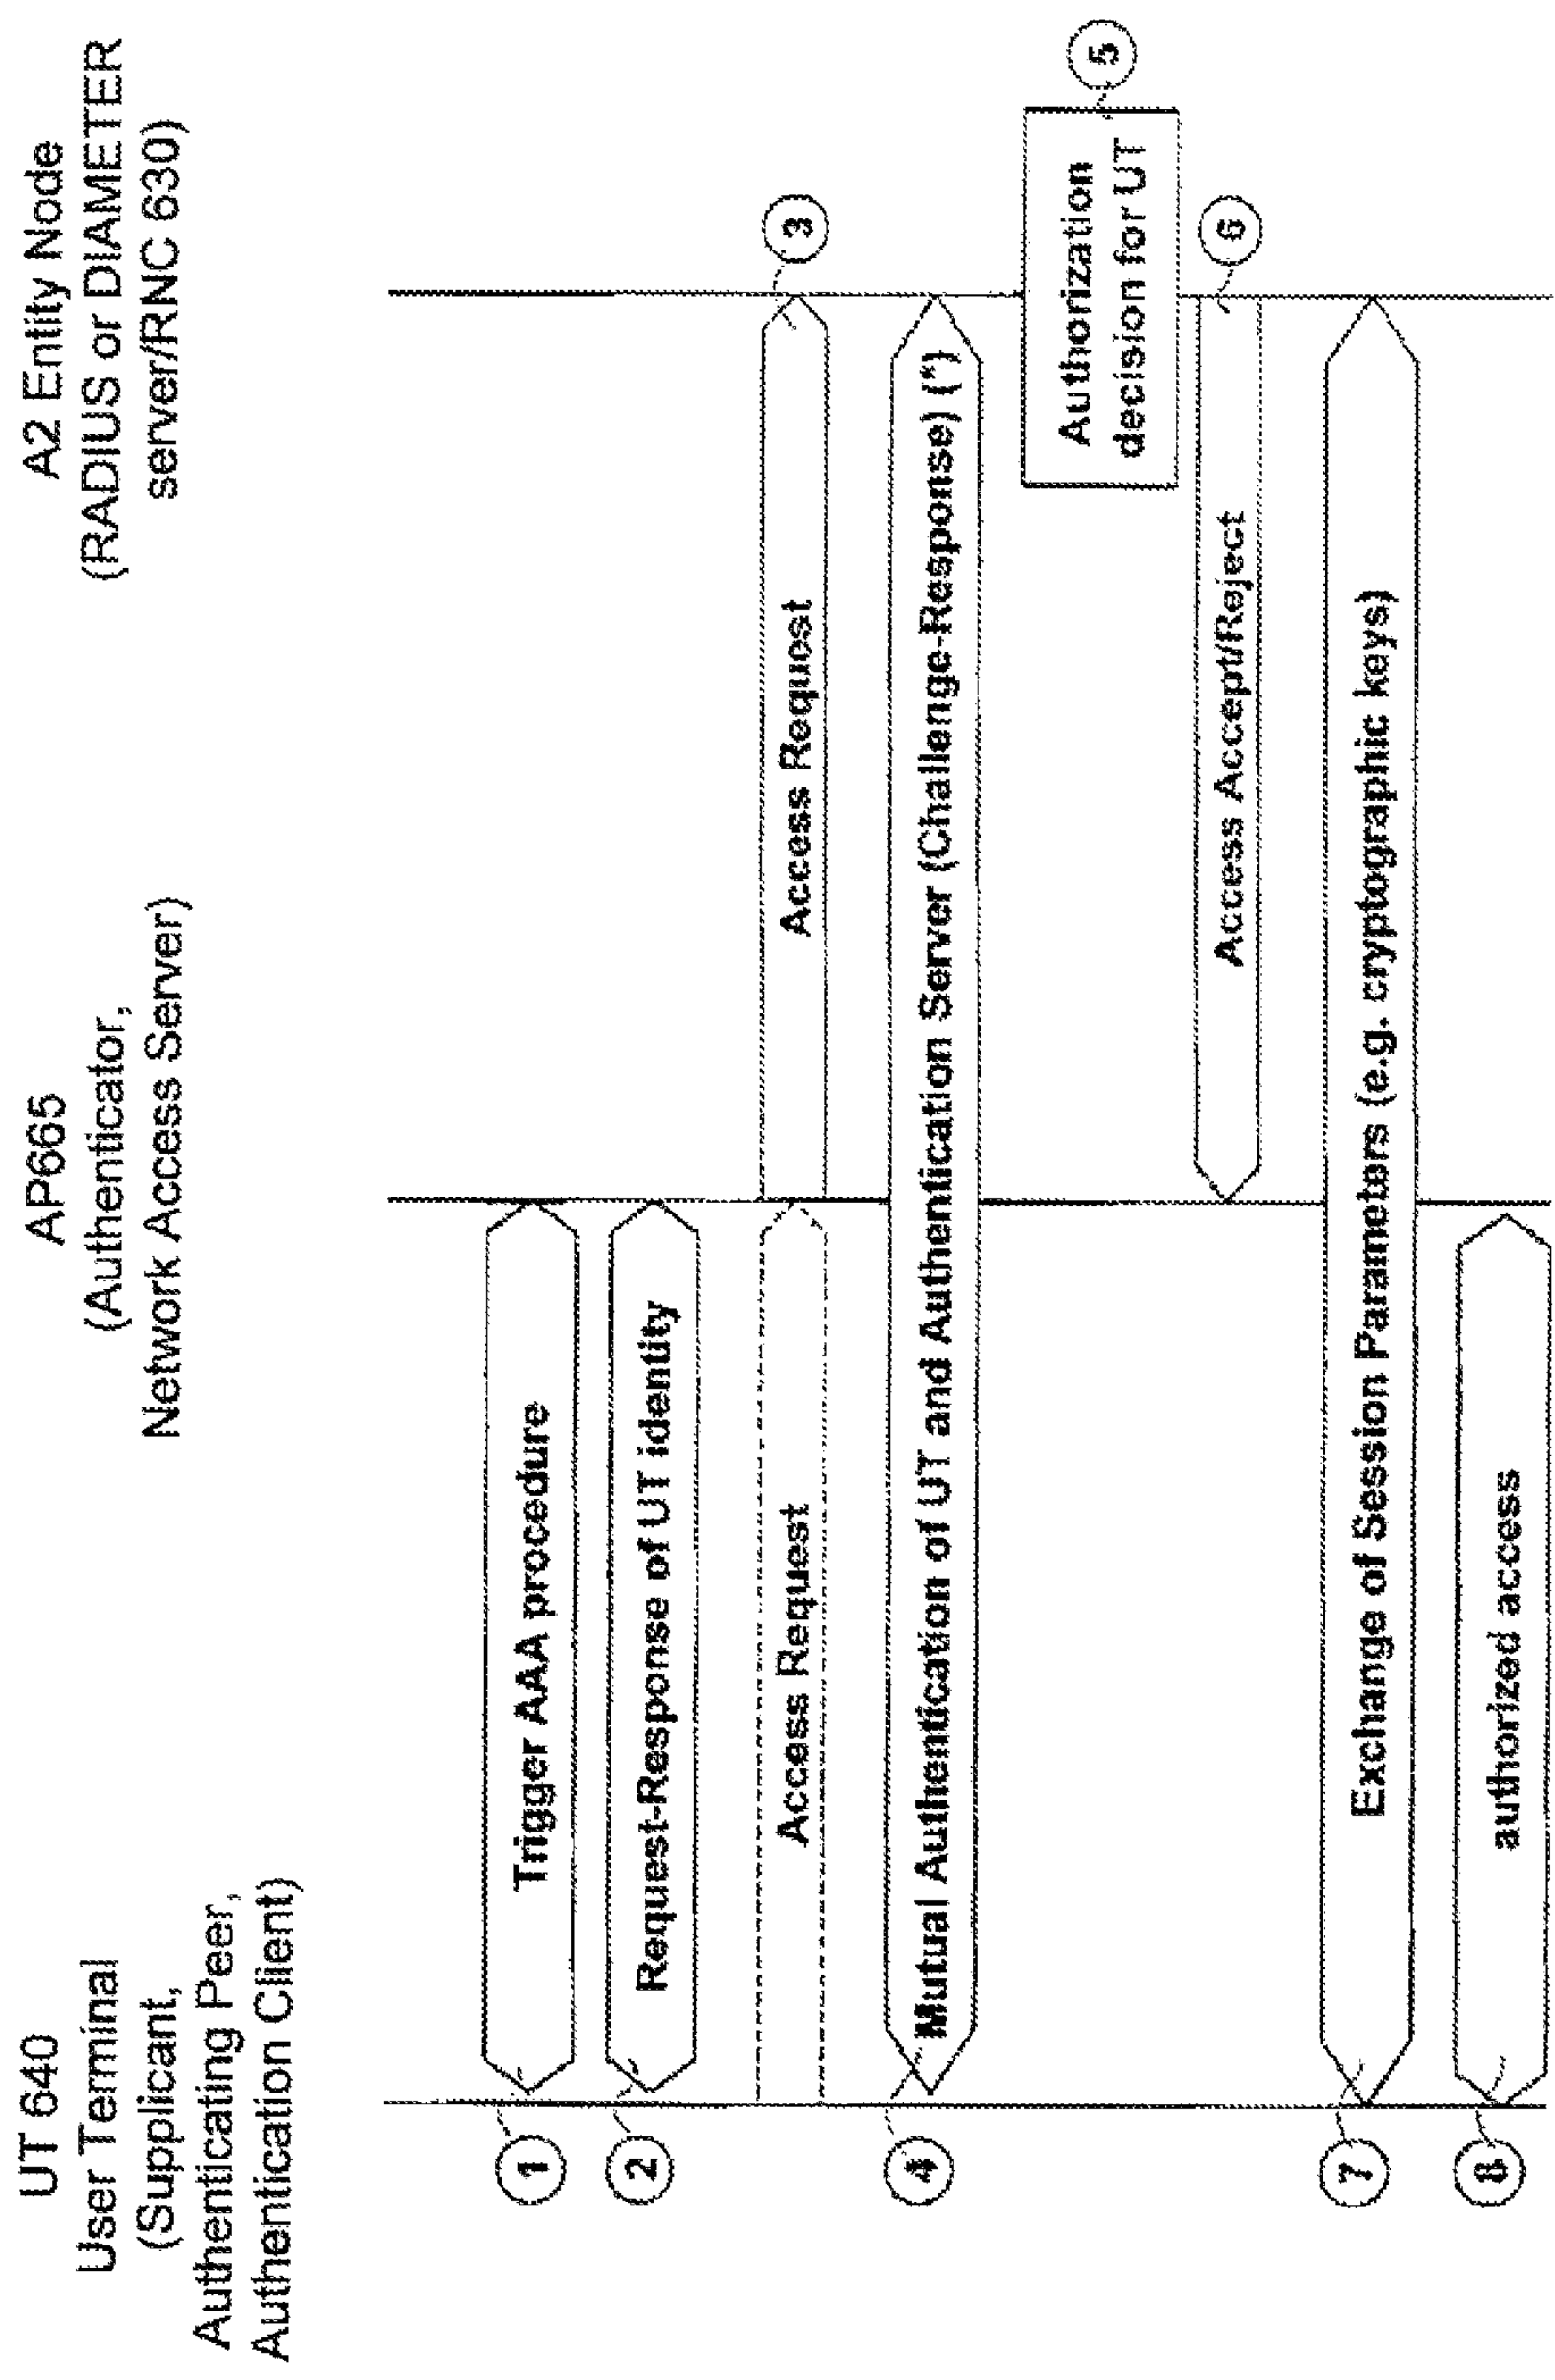 UT 640
User Terminal
(Supplicant,
Authenticating Peer,
Authentication Client)
AP665
(Authenticator,
Network Access Server)
A2 Entity Node
(RADIUS or DIAMETER
server/RNC 630)
1
Trigger AAA procedure
2
Request-Response of UT identity
Access Request
Access Request
3
4
Mutual Authentication of UT and Authentication Server (Challenge-Response) (*)
Authorization
decision for UT
5
Access Accept/Reject
6
7
Exchange of Session Parameters (e.g. cryptographic keys)
8
authorized access